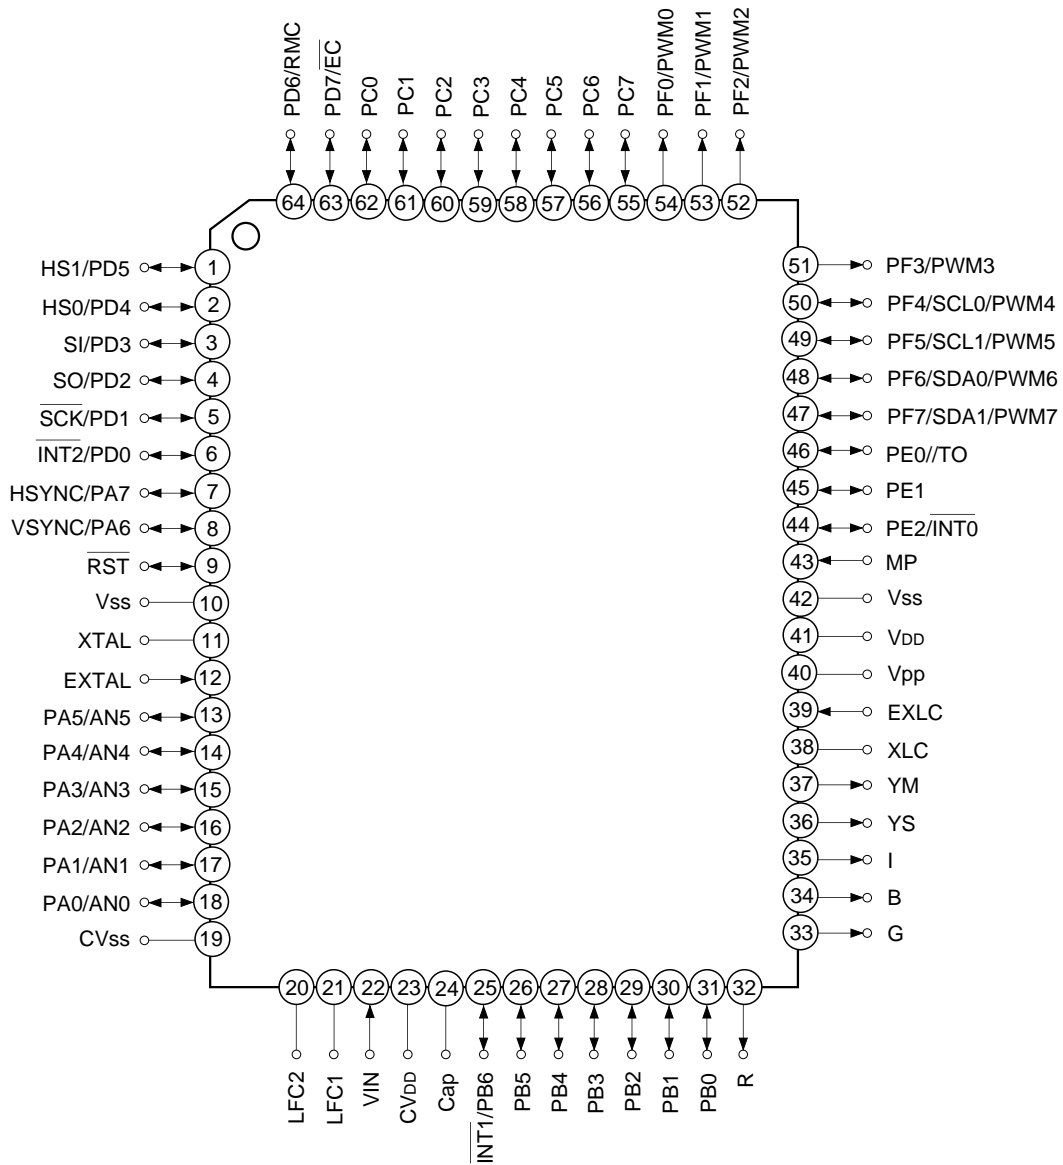 PD6/RMC
PD7/EC
PC0
PC1
PC2
PC3
PC4
PC5
PC6
PC7
PF0/PWM0
PF1/PWM1
PF2/PWM2
64 63 62 61 60 59 58 57 56 55 54 53 52
HS1/PD5 1
HS0/PD4 2
SI/PD3 3
SO/PD2 4
SCK/PD1 5
INT2/PD0 6
HSYNC/PA7 7
VSYNC/PA6 8
RST 9
Vss 10
XTAL 11
EXTAL 12
PA5/AN5 13
PA4/AN4 14
PA3/AN3 15
PA2/AN2 16
PA1/AN1 17
PA0/AN0 18
CVss 19
51 PF3/PWM3
50 PF4/SCL0/PWM4
49 PF5/SCL1/PWM5
48 PF6/SDA0/PWM6
47 PF7/SDA1/PWM7
46 PE0//TO
45 PE1
44 PE2/INT0
43 MP
42 Vss
41 VDD
40 Vpp
39 EXLC
38 XLC
37 YM
36 YS
35 I
34 B
33 G
20 21 22 23 24 25 26 27 28 29 30 31 32
LFC2
LFC1
VIN
CVDD
Cap
INT1/PB6
PB5
PB4
PB3
PB2
PB1
PB0
R